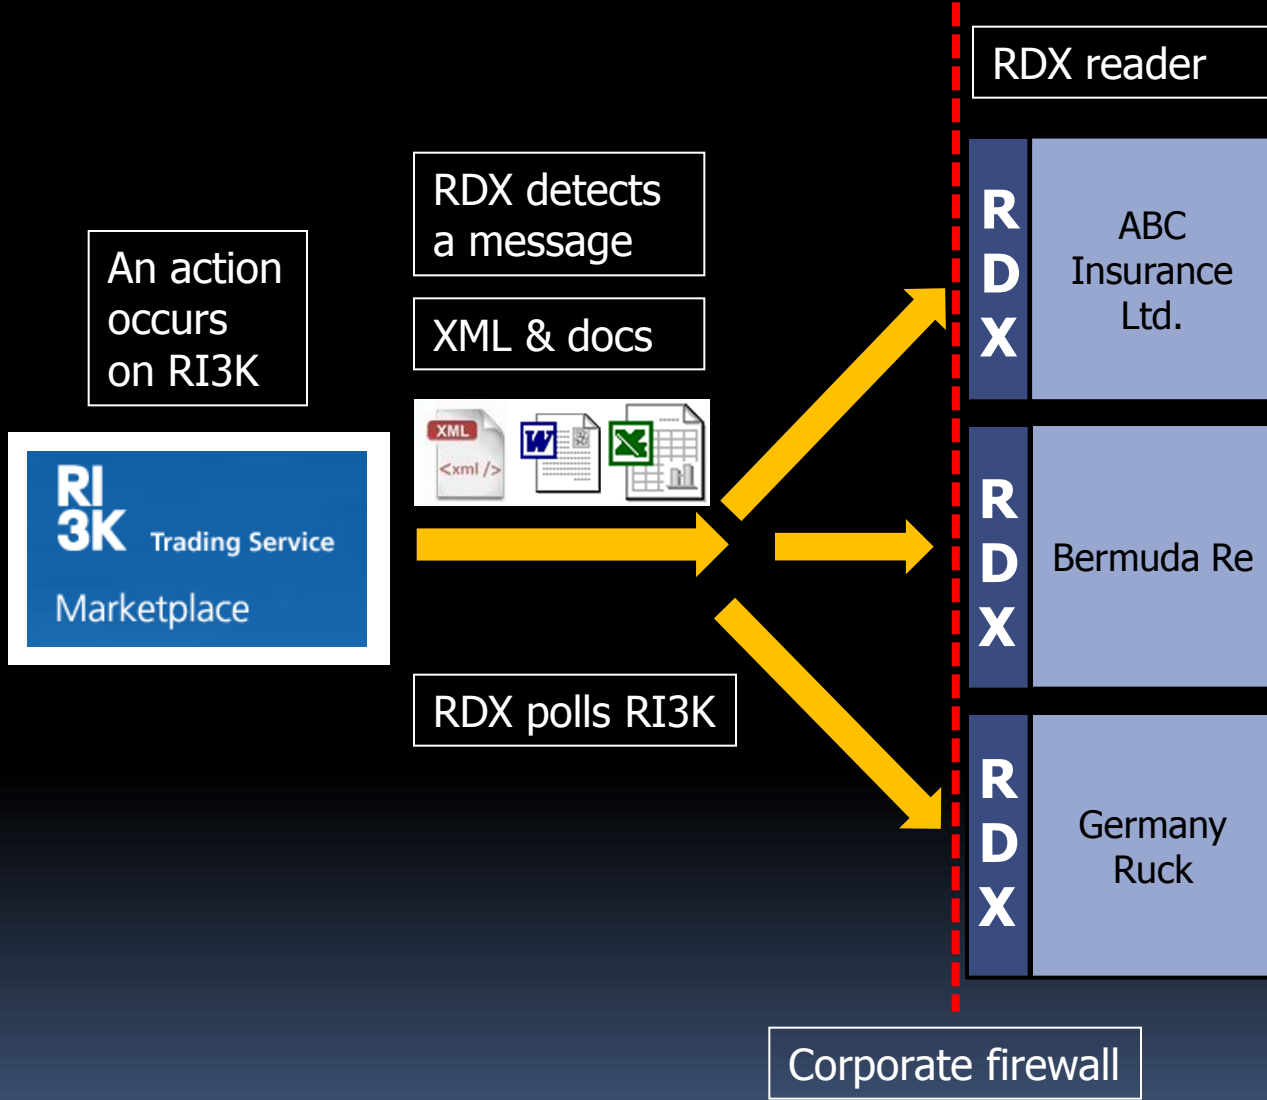 RDX reader
RDX detects
a message
An action
occurs
on RI3K
XML & docs
XML
<xml />
W
X
RI
3K Trading Service
Marketplace
RDX polls RI3K
R
D
X
ABC
Insurance
Ltd.
R
D
X
Bermuda Re
R
D
X
Germany
Ruck
Corporate firewall